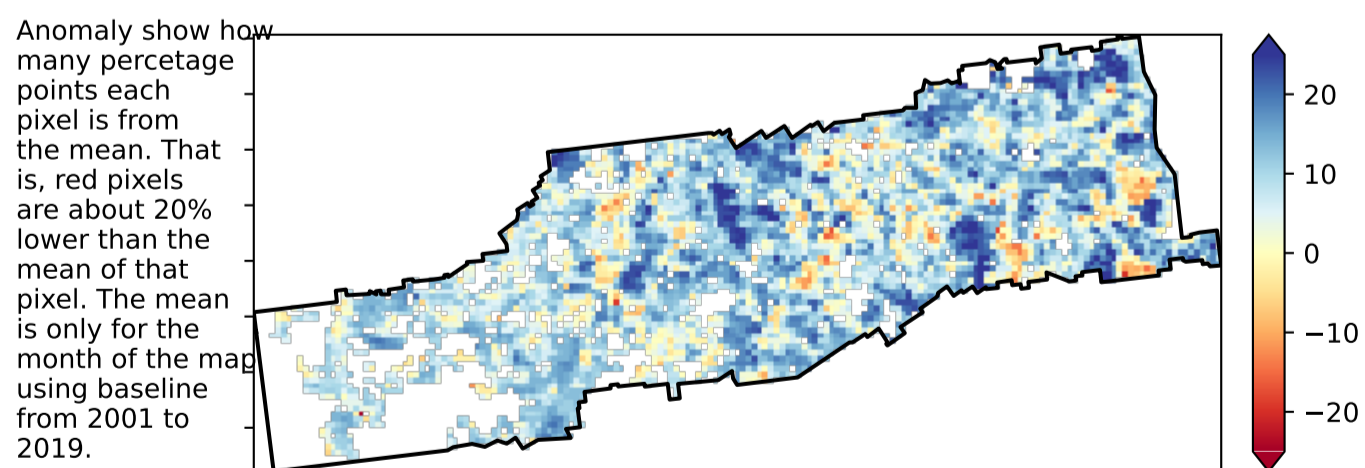 Anomaly show how
many percetage
points each
pixel is from
the mean. That
is, red pixels
are about 20%
lower than the
mean of that
pixel. The mean
is only for the
month of the map
using baseline
from 2001 to
2019.
20
10
0
−10
−20